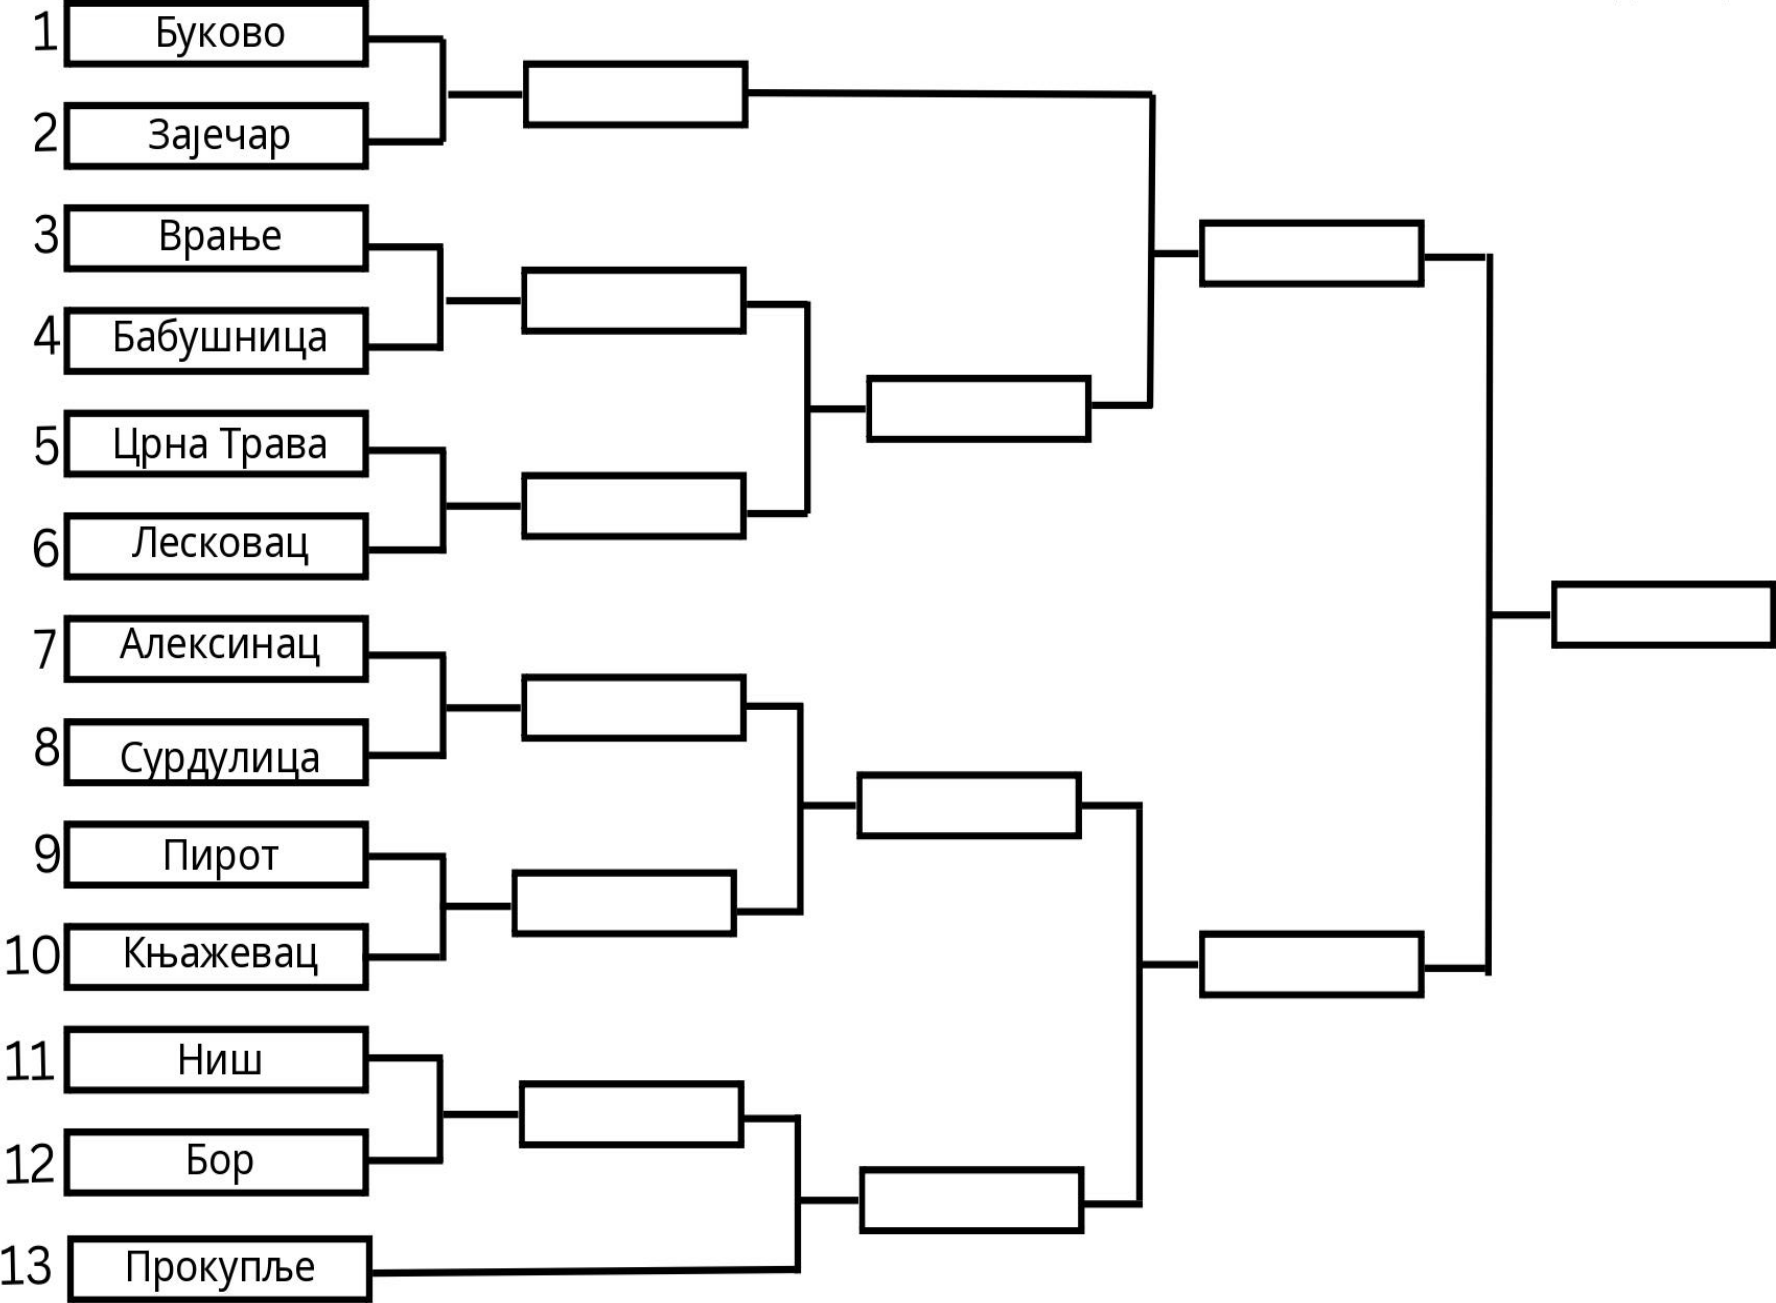 1 Буково
2 Зајечар
3 Врање
4 Бабушница
5 Црна Трава
6 Лесковац
7 Алексинац
8 Сурдулица
9 Пирот
10 Књажевац
11 Ниш
12 Бор
13 Прокупље